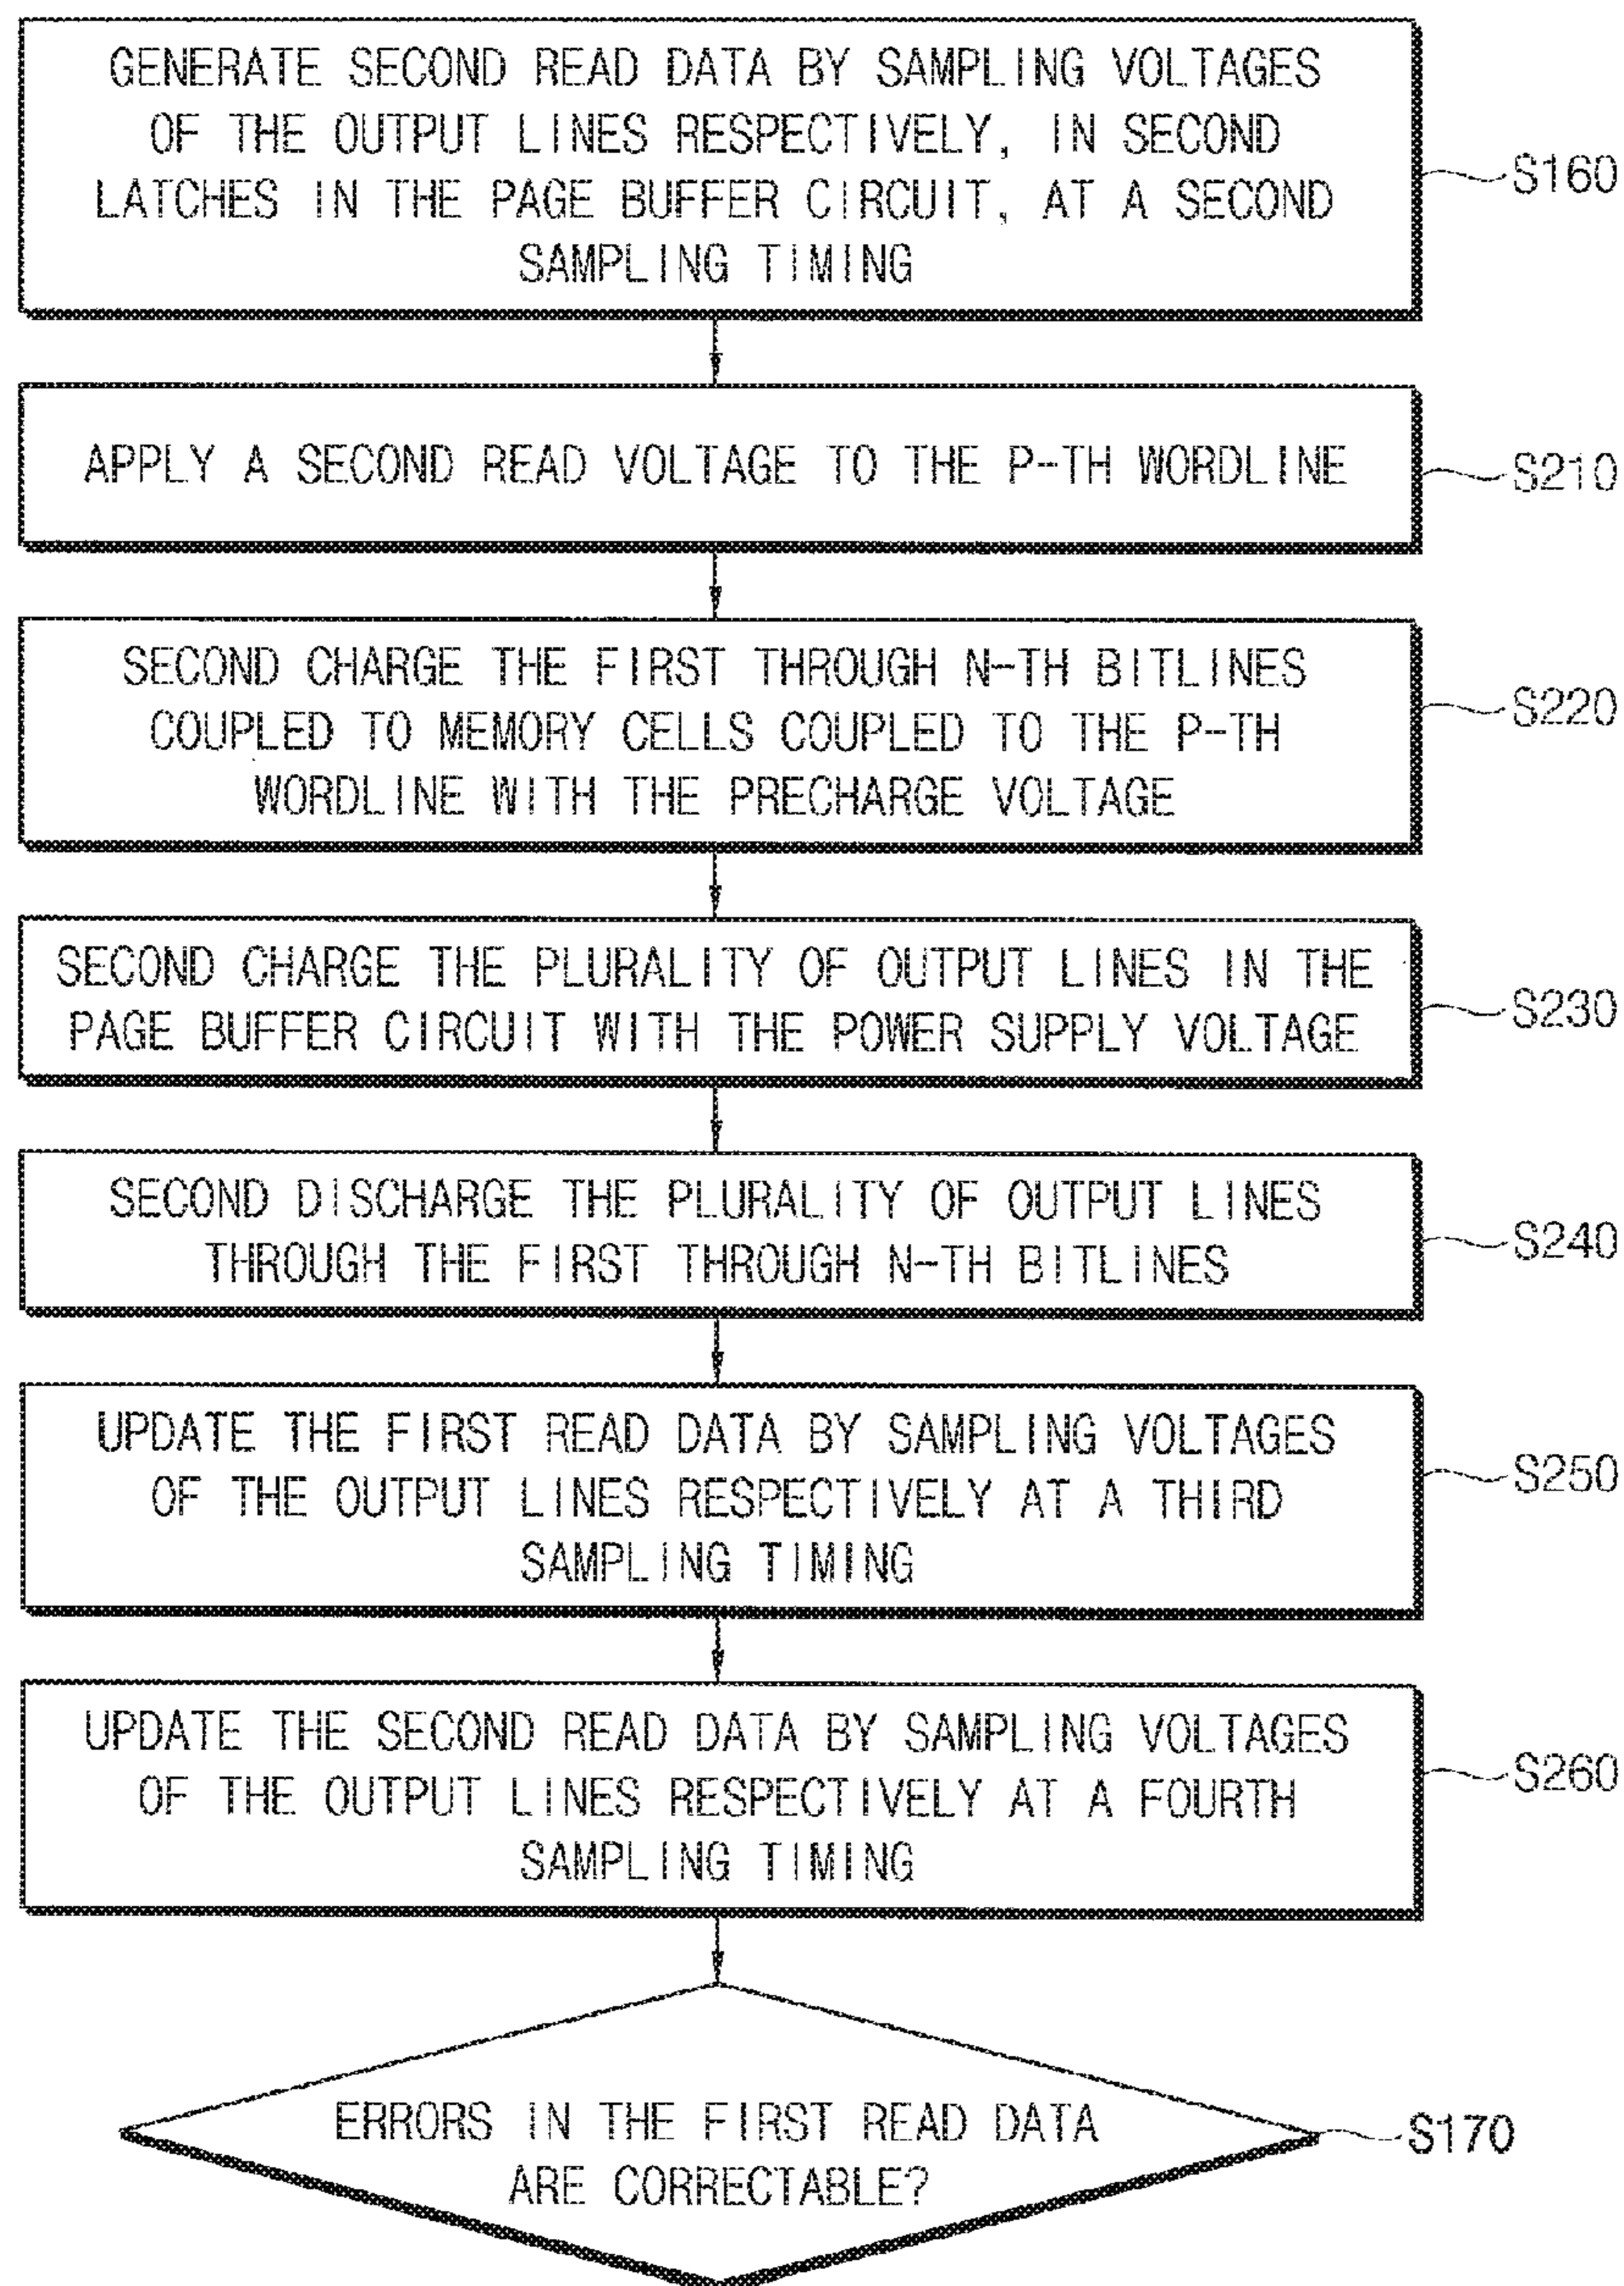 GENERATE SECOND READ DATA BY SAMPLING VOLTAGES
OF THE OUTPUT LINES RESPECTIVELY, IN SECOND
LATCHES IN THE PAGE BUFFER CIRCUIT, AT A SECOND
SAMPLING TIMING
S160
APPLY A SECOND READ VOLTAGE TO THE P-TH WORDLINE
S210
SECOND CHARGE THE FIRST THROUGH N-TH BITLINES
COUPLED TO MEMORY CELLS COUPLED TO THE P-TH
WORDLINE WITH THE PRECHARGE VOLTAGE
S220
SECOND CHARGE THE PLURALITY OF OUTPUT LINES IN THE
PAGE BUFFER CIRCUIT WITH THE POWER SUPPLY VOLTAGE
S230
SECOND DISCHARGE THE PLURALITY OF OUTPUT LINES
THROUGH THE FIRST THROUGH N-TH BITLINES
S240
UPDATE THE FIRST READ DATA BY SAMPLING VOLTAGES
OF THE OUTPUT LINES RESPECTIVELY AT A THIRD
SAMPLING TIMING
S250
UPDATE THE SECOND READ DATA BY SAMPLING VOLTAGES
OF THE OUTPUT LINES RESPECTIVELY AT A FOURTH
SAMPLING TIMING
S260
ERRORS IN THE FIRST READ DATA
ARE CORRECTABLE?
S170